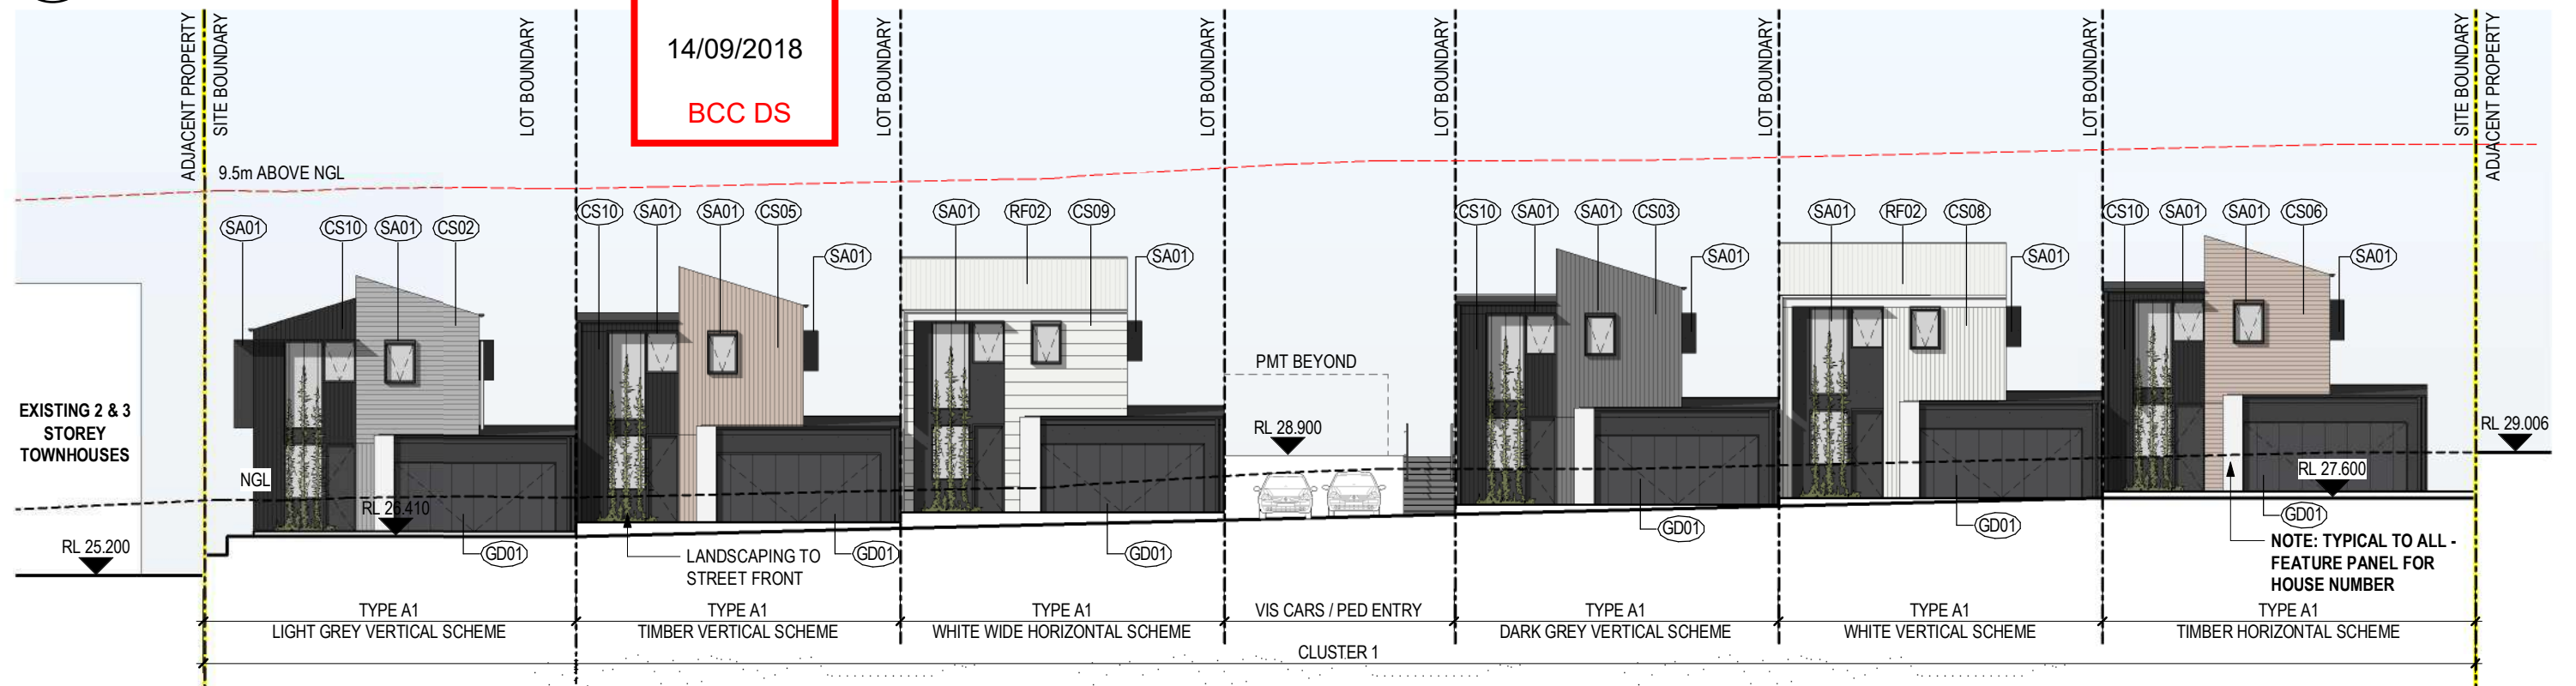 14/09/2018
BCC DS
ADJACENT PROPERTY
SITE BOUNDARY
LOT BOUNDARY
LOT BOUNDARY
LOT BOUNDARY
LOT BOUNDARY
LOT BOUNDARY
LOT BOUNDARY
SITE BOUNDARY
ADJACENT PROPERTY
9.5m ABOVE NGL
SA01
CS10
SA01
CS02
CS10
SA01
SA01
CS05
SA01
SA01
RF02
CS09
SA01
CS10
SA01
SA01
CS03
SA01
SA01
RF02
CS08
SA01
CS10
SA01
SA01
CS06
SA01
PMT BEYOND
EXISTING 2 & 3
STOREY
TOWNHOUSES
NGL
RL 28.900
RL 29.006
RL 27.600
RL 26.410
RL 25.200
GD01
GD01
GD01
GD01
GD01
GD01
LANDSCAPING TO
STREET FRONT
NOTE: TYPICAL TO ALL -
FEATURE PANEL FOR
HOUSE NUMBER
TYPE A1
LIGHT GREY VERTICAL SCHEME
TYPE A1
TIMBER VERTICAL SCHEME
TYPE A1
WHITE WIDE HORIZONTAL SCHEME
VIS CARS / PED ENTRY
TYPE A1
DARK GREY VERTICAL SCHEME
TYPE A1
WHITE VERTICAL SCHEME
TYPE A1
TIMBER HORIZONTAL SCHEME
CLUSTER 1